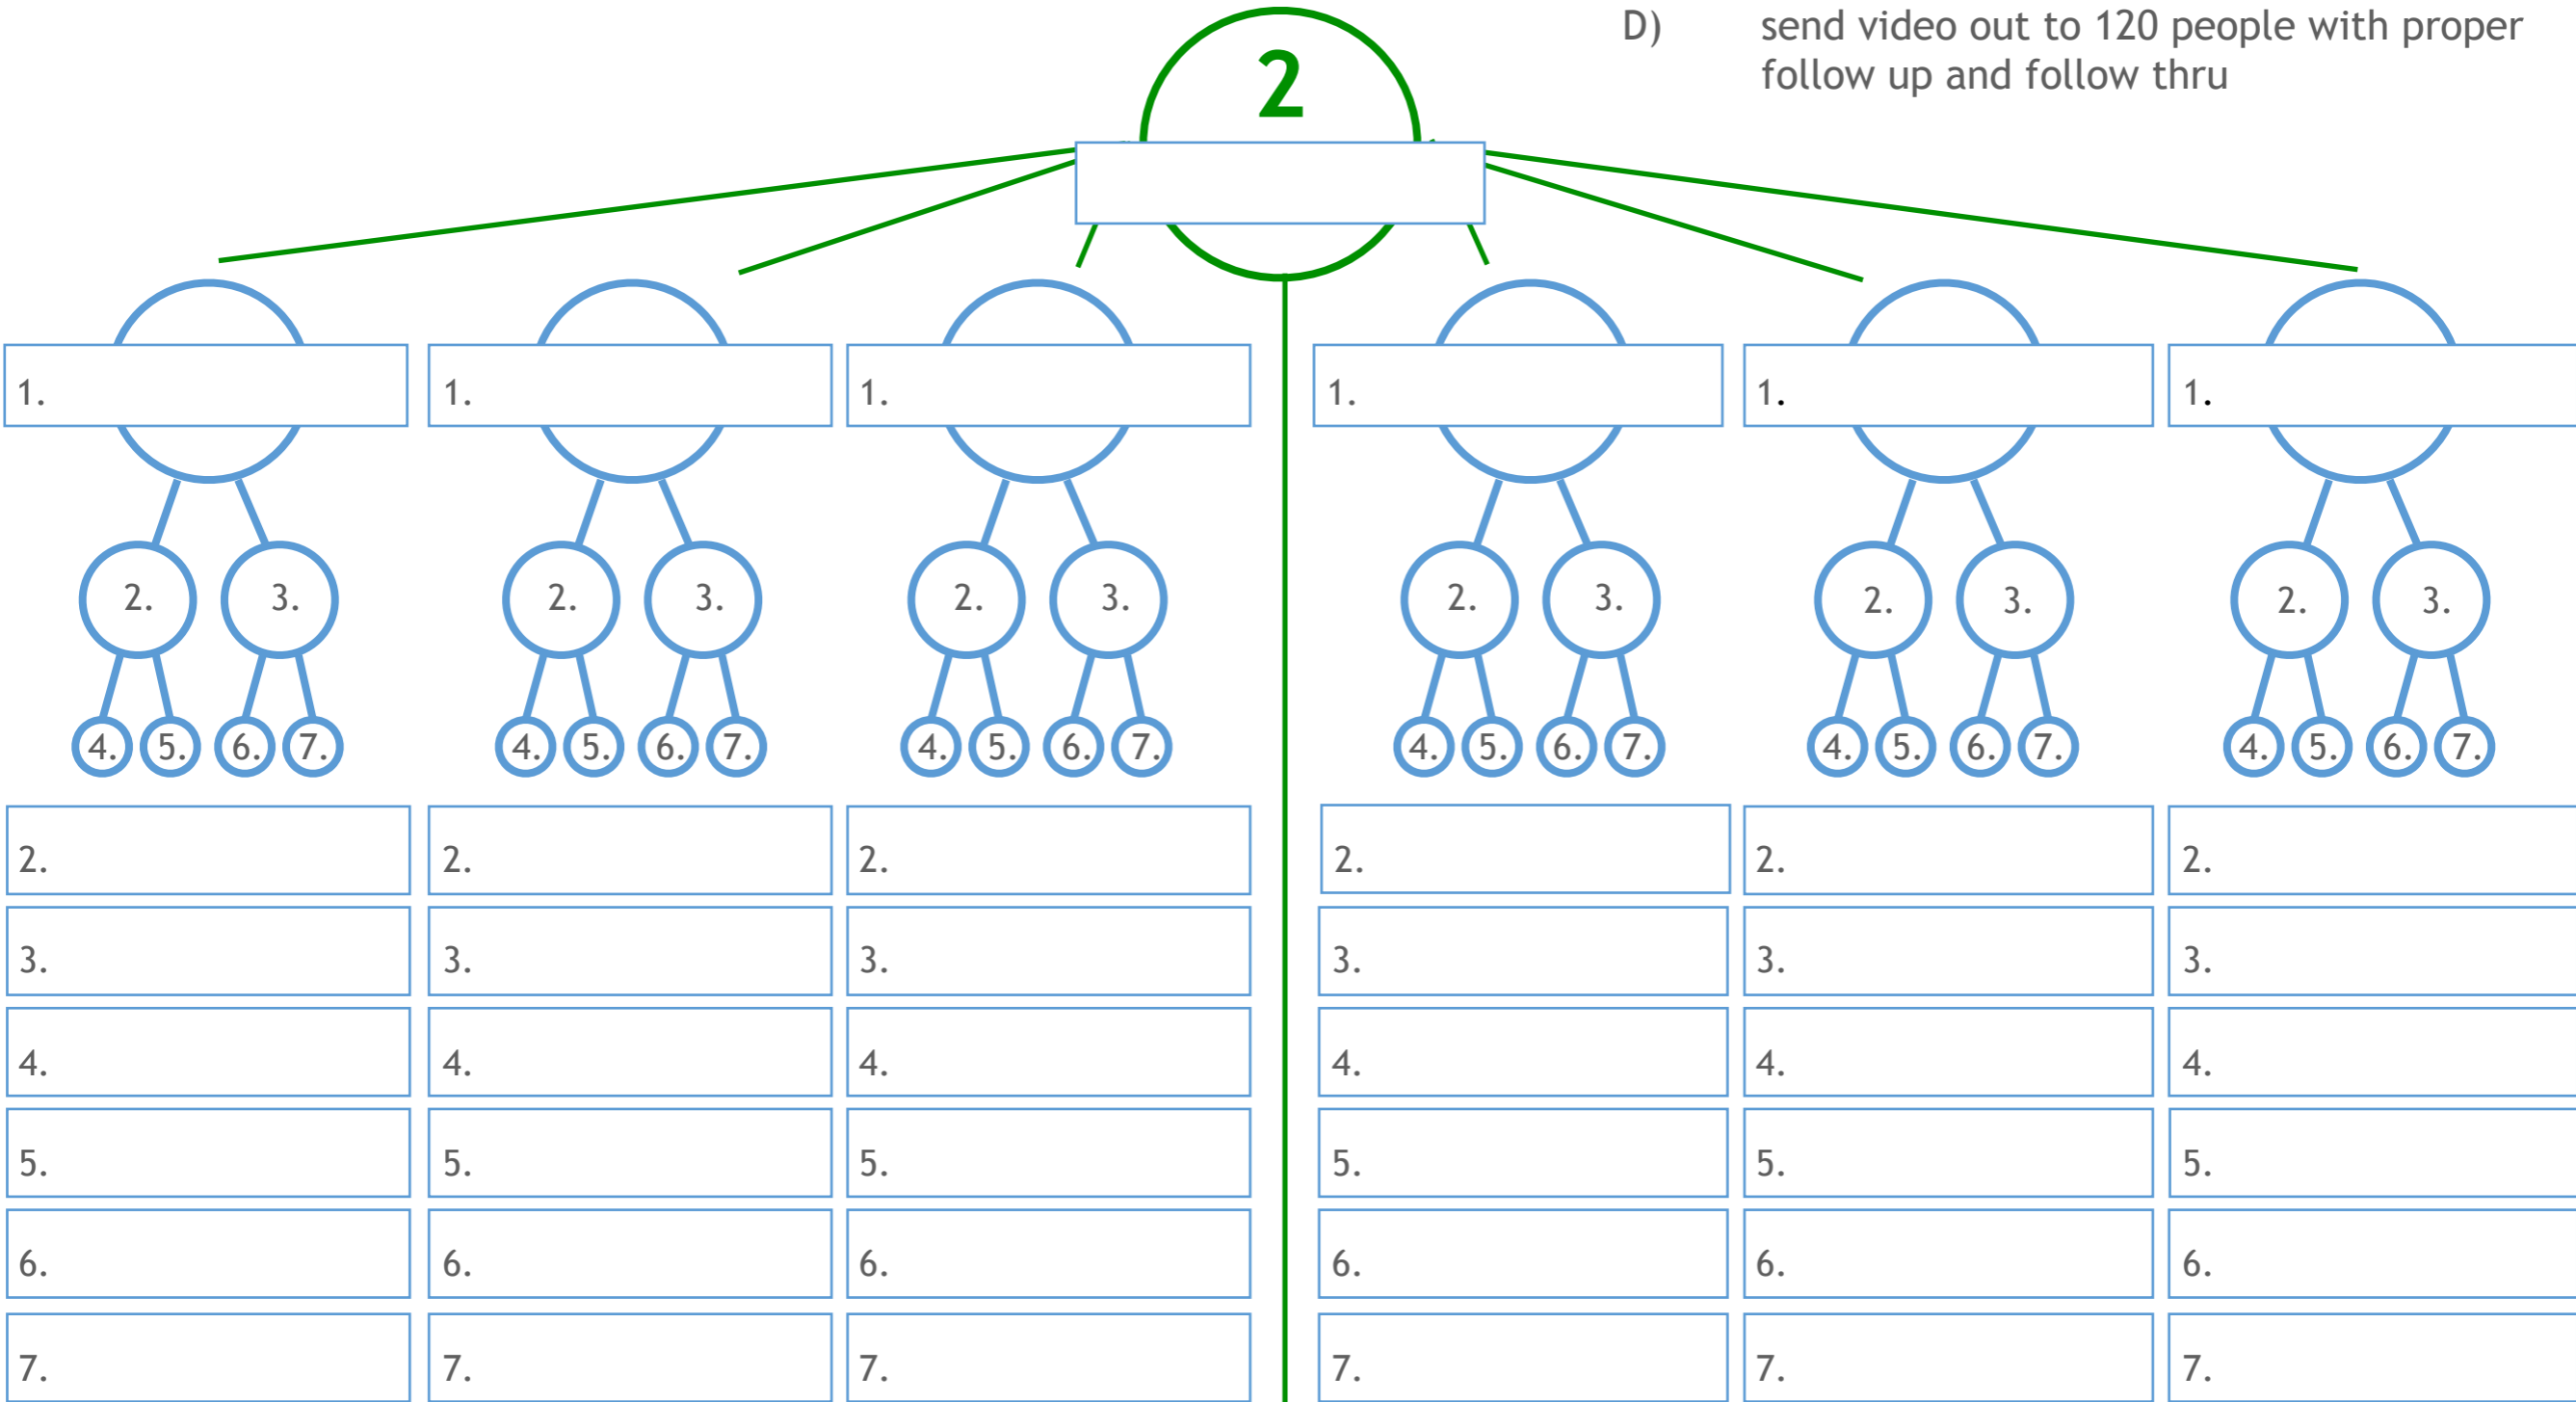 D) send video out to 120 people with proper
follow up and follow thru
2
1. 1. 1. 1. 1. 1.
2. 3. 2. 3. 2. 3. 2. 3. 2. 3. 2. 3.
4. 5. 6. 7. 4. 5. 6. 7. 4. 5. 6. 7. 4. 5. 6. 7. 4. 5. 6. 7. 4. 5. 6. 7.
2. 2. 2. 2. 2. 2.
3. 3. 3. 3. 3. 3.
4. 4. 4. 4. 4. 4.
5. 5. 5. 5. 5. 5.
6. 6. 6. 6. 6. 6.
7. 7. 7. 7. 7. 7.